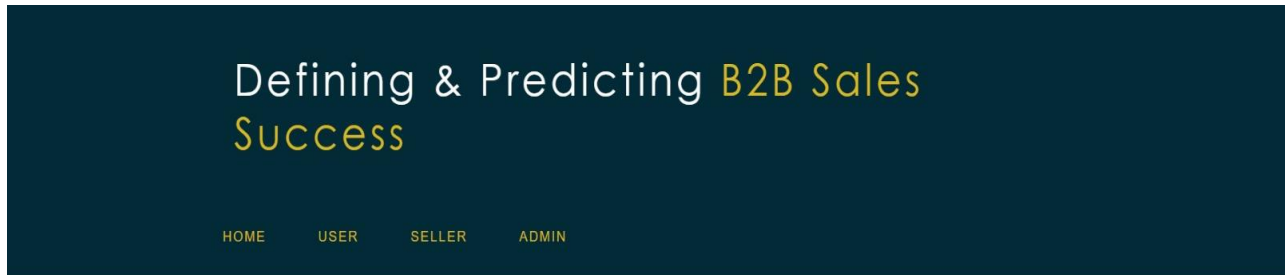 Defining & Predicting B2B Sales
Success
HOME USER SELLER ADMIN